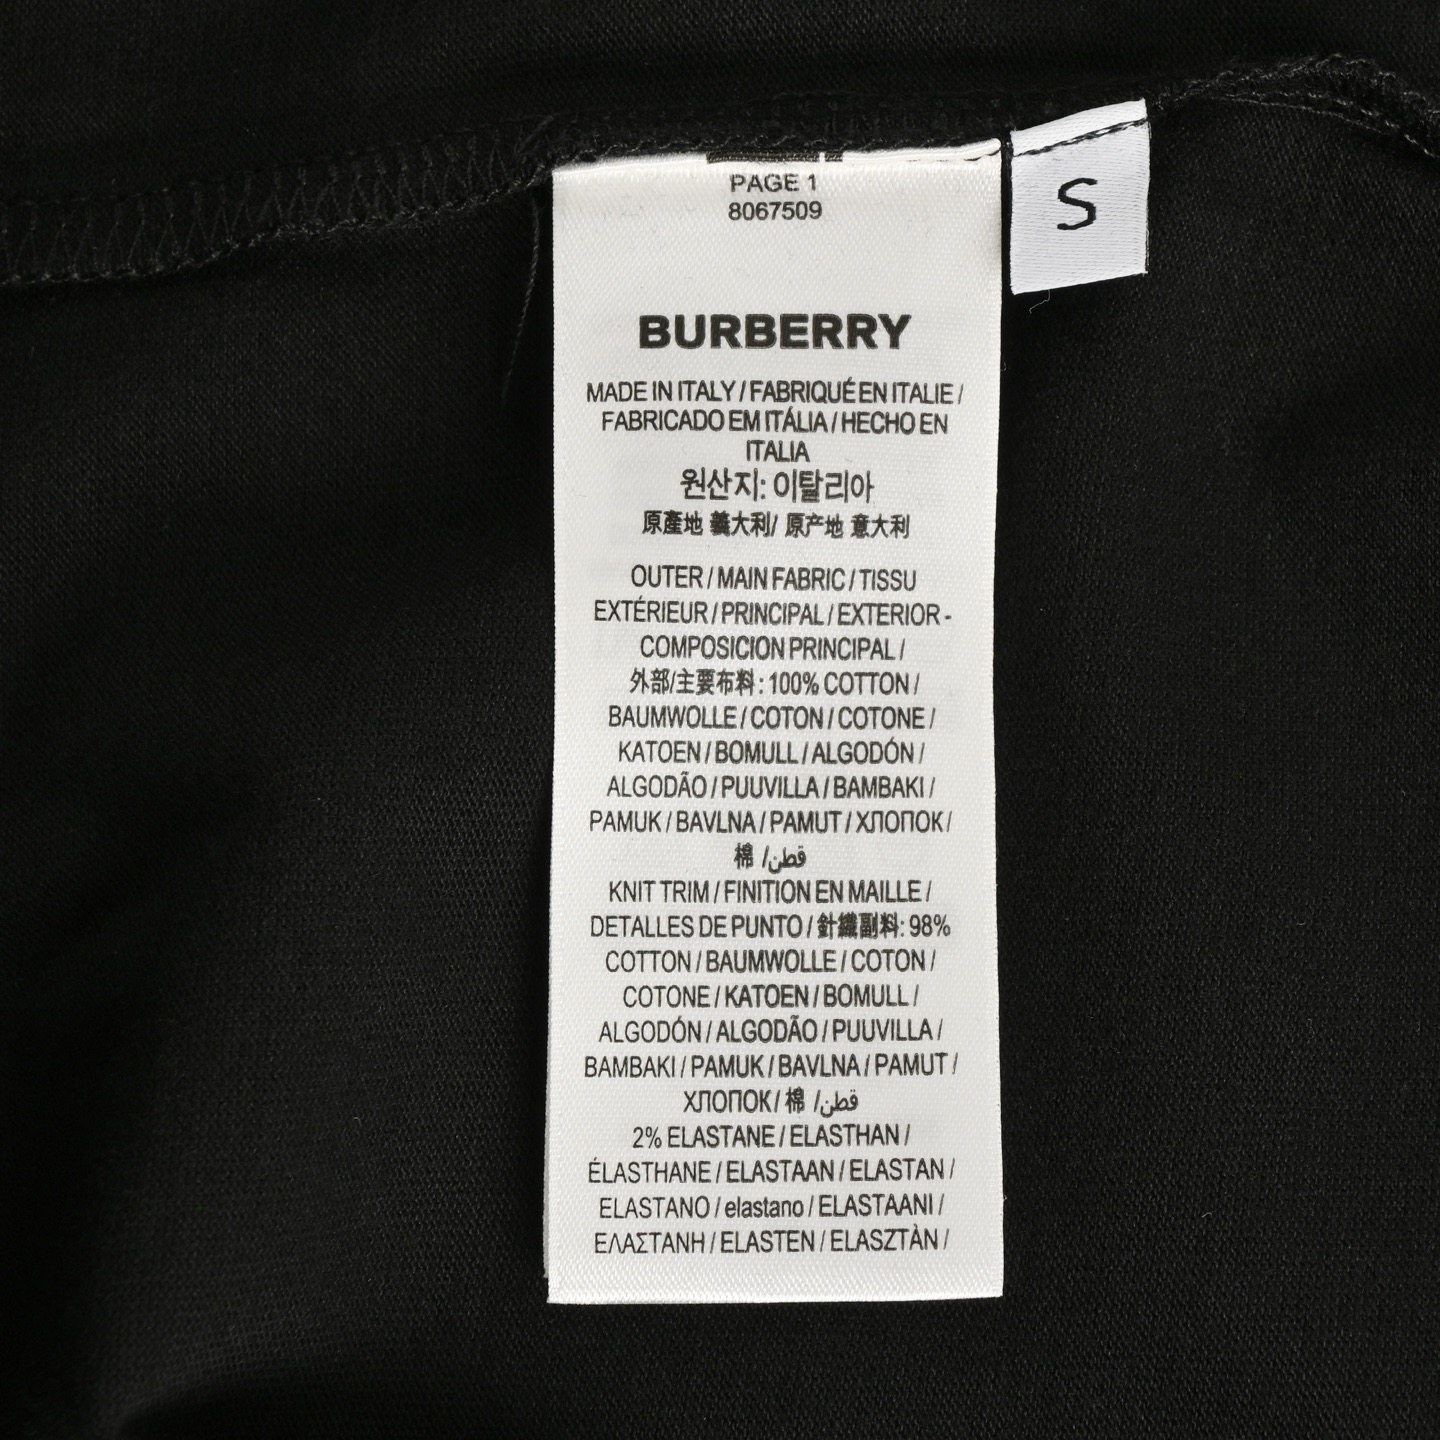 PAGE 1
8067509
S
BURBERRY
MADE IN ITALY / FABRIQUÉ EN ITALIE /
FABRICADO EM ITÁLIA / HECHO EN
ITALIA
원산지: 이탈리아
原產地 義大利/ 原产地 意大利
OUTER / MAIN FABRIC / TISSU
EXTÉRIEUR / PRINCIPAL / EXTERIOR -
COMPOSICION PRINCIPAL /
外部/主要布料: 100% COTTON /
BAUMWOLLE / COTON / COTONE /
KATOEN / BOMULL / ALGODÓN /
ALGODÃO / PUUVILLA / BAMBAKI /
PAMUK / BAVLNA / PAMUT / ХЛОПОК /
棉 /قطن
KNIT TRIM / FINITION EN MAILLE /
DETALLES DE PUNTO / 針織副料: 98%
COTTON / BAUMWOLLE / COTON /
COTONE / KATOEN / BOMULL /
ALGODÓN / ALGODÃO / PUUVILLA /
BAMBAKI / PAMUK / BAVLNA / PAMUT /
ХЛОПОК / 棉 /قطن
2% ELASTANE / ELASTHAN /
ÉLASTHANE / ELASTAAN / ELASTAN /
ELASTANO / elastano / ELASTAANI /
ΕΛΑΣΤΑΝΗ / ELASTEN / ELASZTÀN /